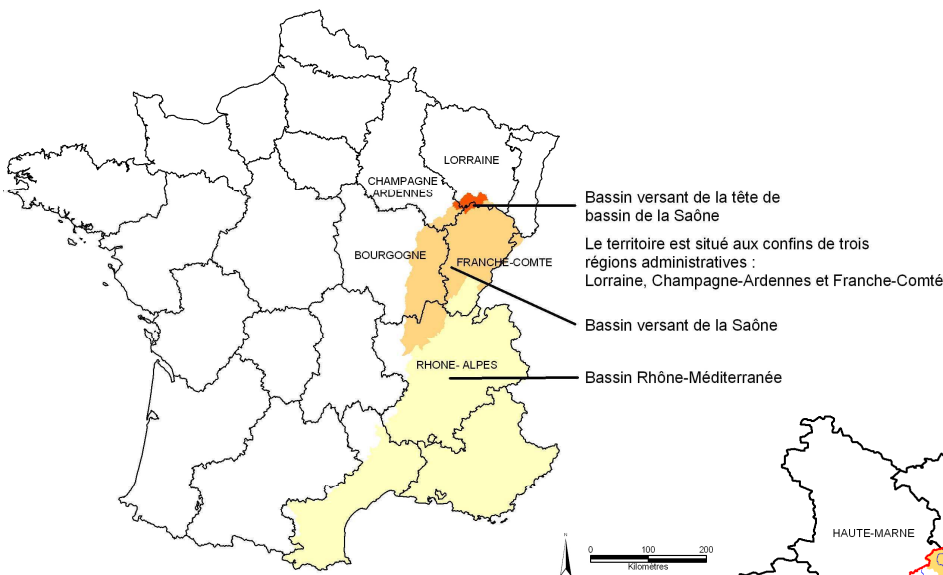 LORRAINE
CHAMPAGNE
ARDENNES
BOURGOGNE
FRANCHE-COMTE
RHONE- ALPES
Bassin versant de la tête de
bassin de la Saône
Le territoire est situé aux confins de trois
régions administratives :
Lorraine, Champagne-Ardennes et Franche-Comté
Bassin versant de la Saône
Bassin Rhône-Méditerranée
N
0 100 200
Kilomètres
HAUTE-MARNE